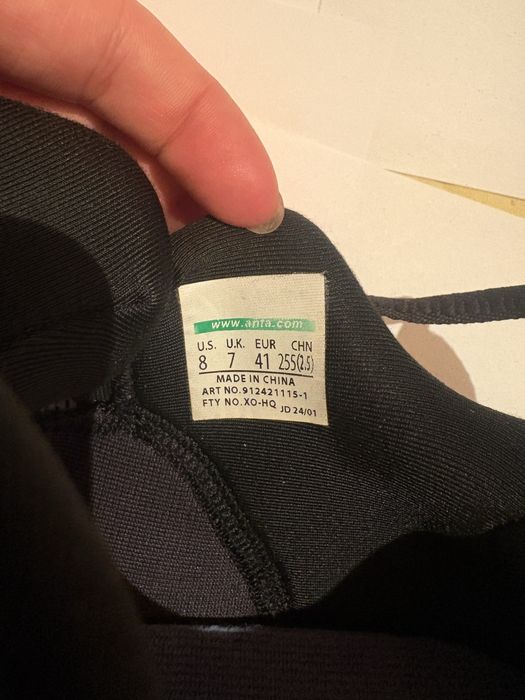 www.anta.com
U.S. U.K. EUR CHN
8 7 41 255(2.5)
MADE IN CHINA
ART NO.912421115-1
FTY NO.XO-HQ JD 24/01